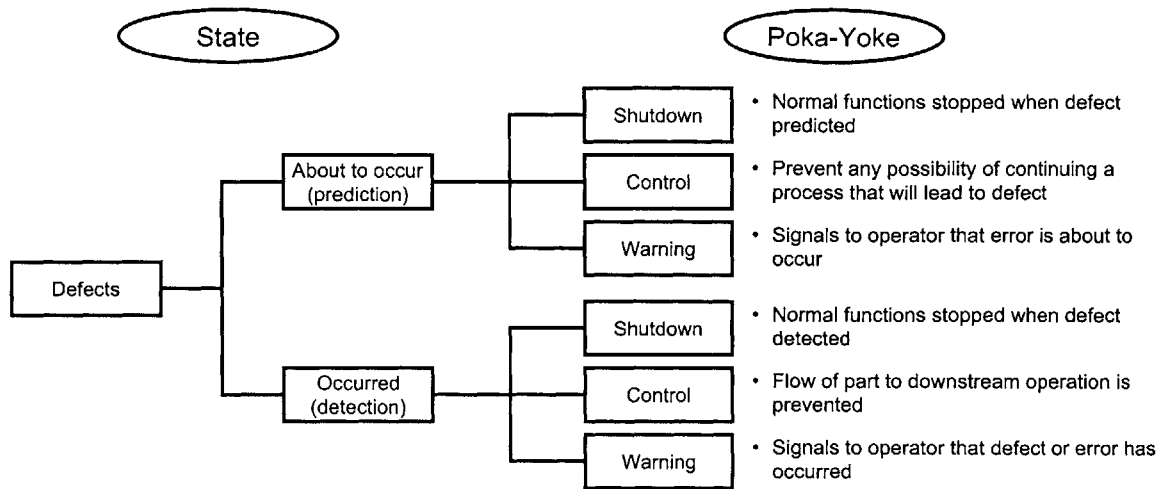 State
Poka-Yoke
Shutdown
• Normal functions stopped when defect
predicted
About to occur
(prediction)
Control
• Prevent any possibility of continuing a
process that will lead to defect
Warning
• Signals to operator that error is about to
occur
Defects
Shutdown
• Normal functions stopped when defect
detected
Occurred
(detection)
Control
• Flow of part to downstream operation is
prevented
Warning
• Signals to operator that defect or error has
occurred